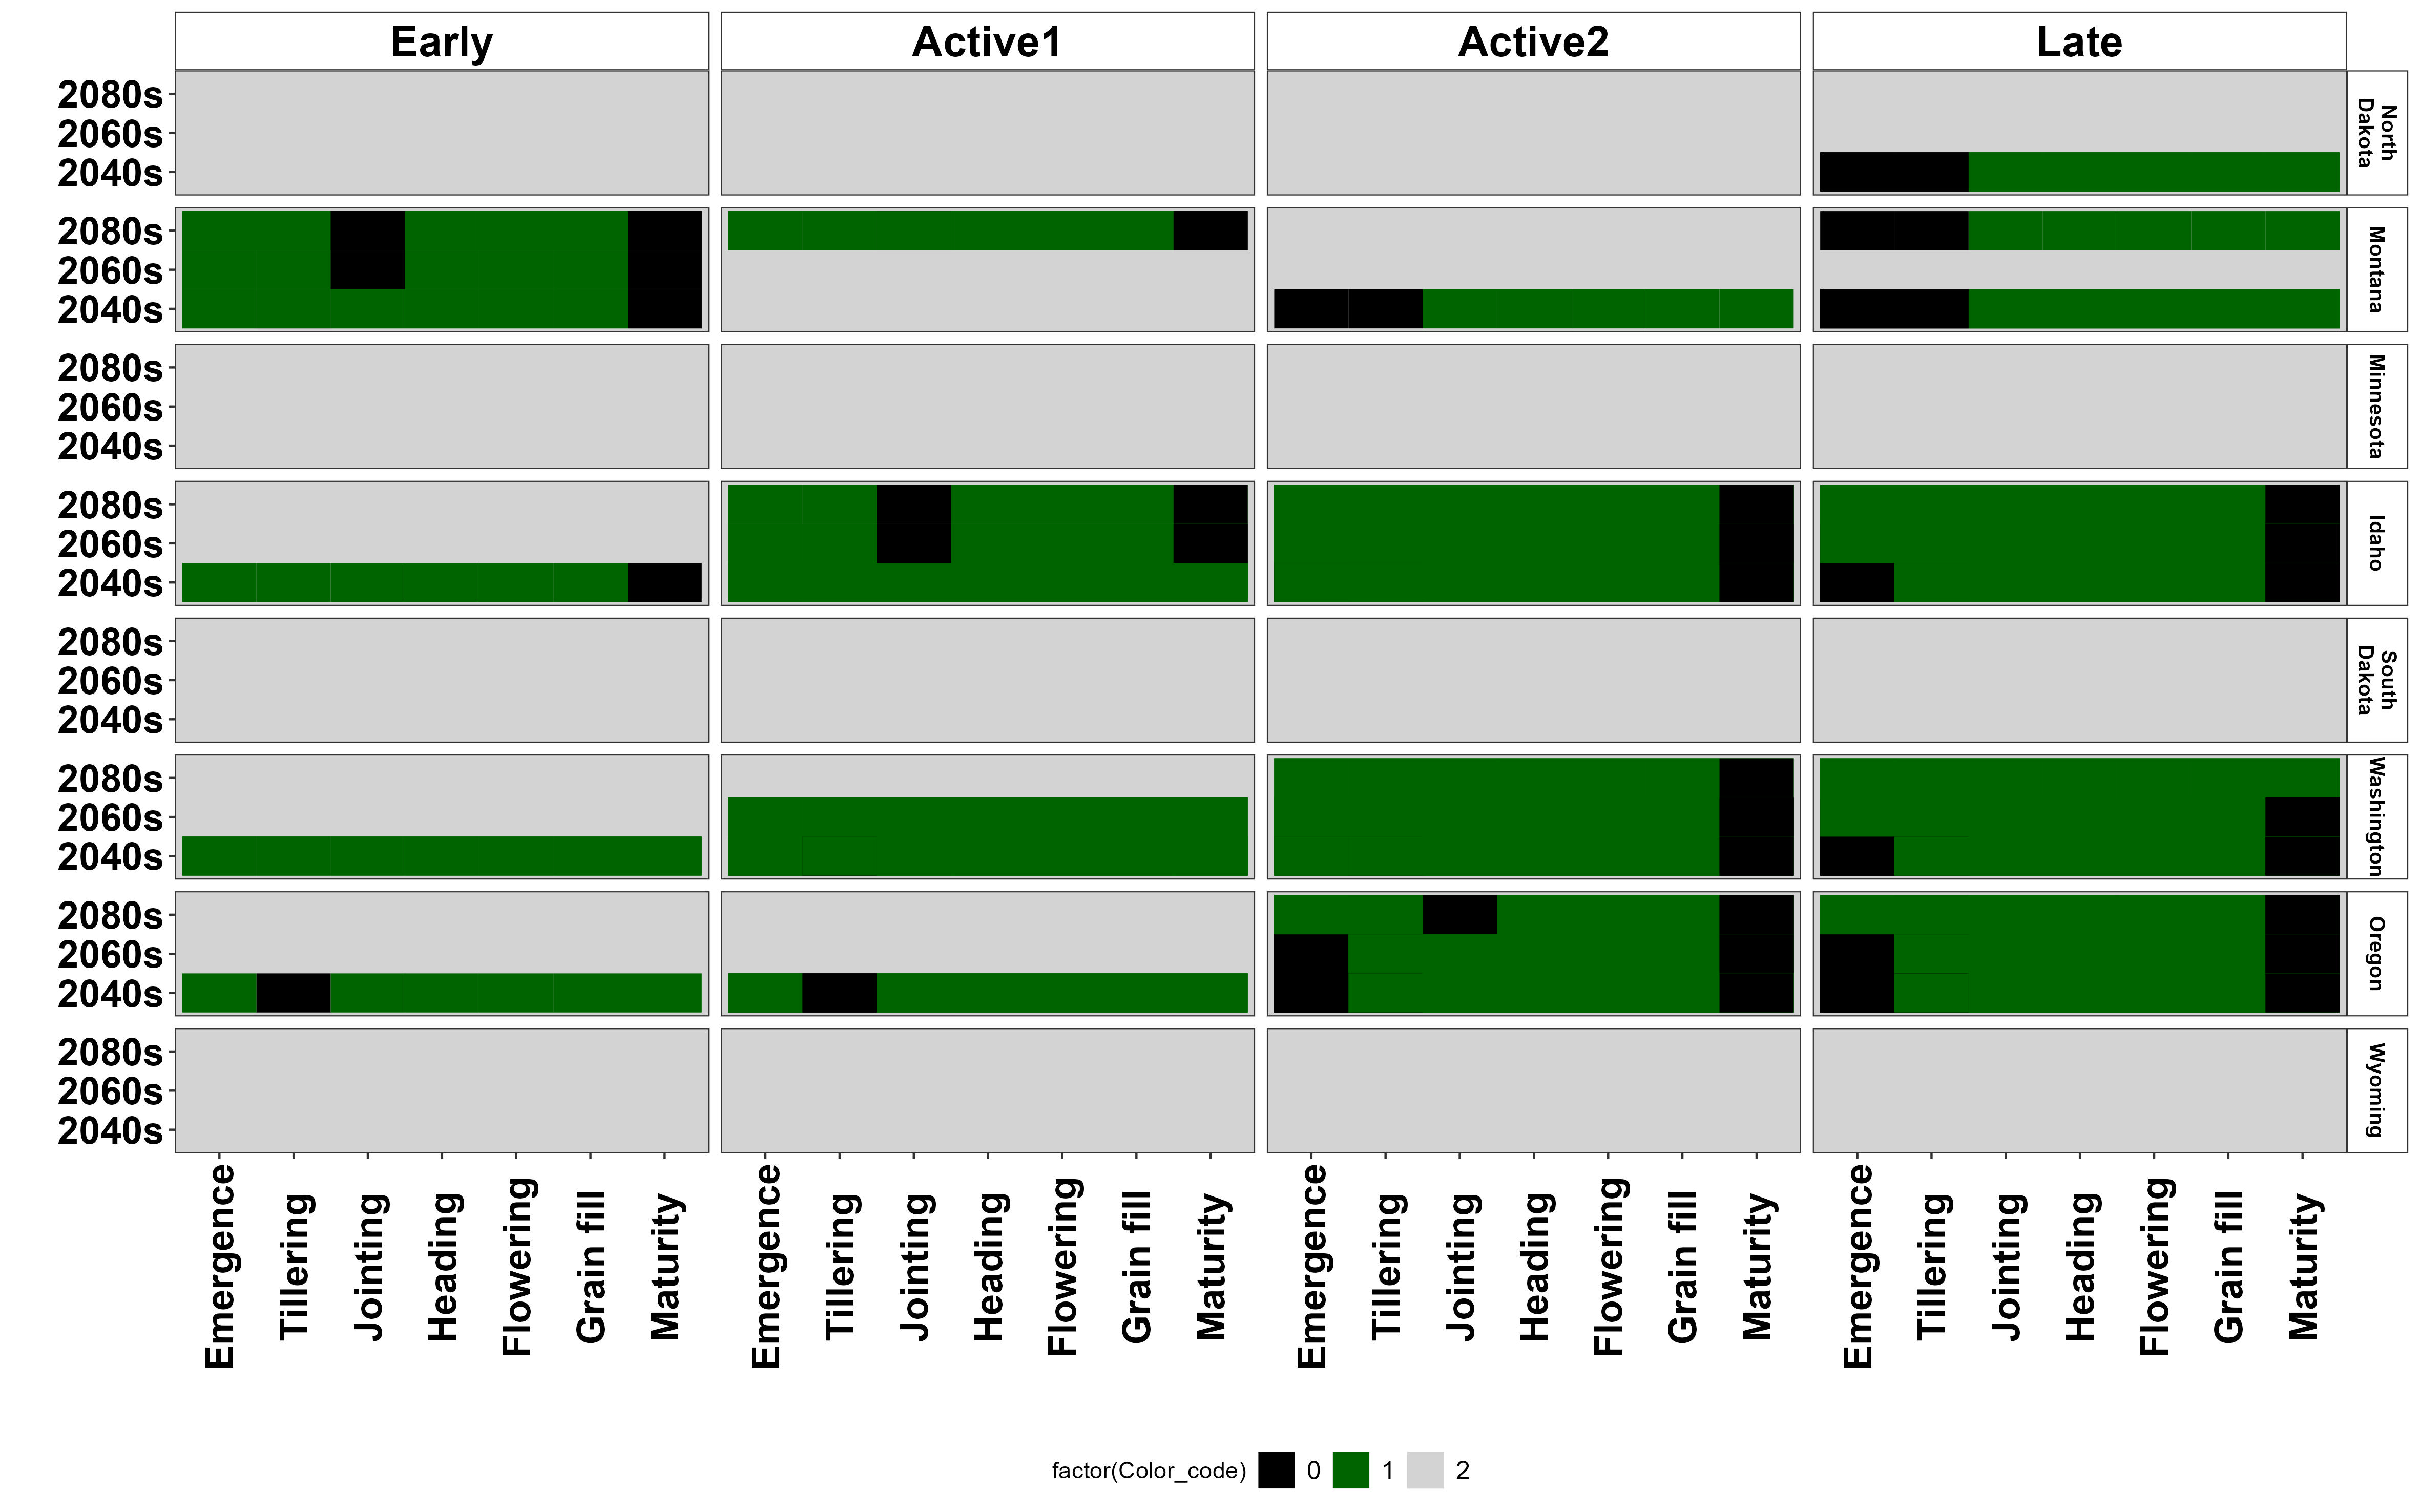 Early Active1 Active2 Late
2080s
2060s
2040s
North
Dakota
2080s
2060s
2040s
Montana
2080s
2060s
2040s
Minnesota
2080s
2060s
2040s
Idaho
2080s
2060s
2040s
South
Dakota
2080s
2060s
2040s
Washington
2080s
2060s
2040s
Oregon
2080s
2060s
2040s
Wyoming
Emergence
Tillering
Jointing
Heading
Flowering
Grain fill
Maturity
Emergence
Tillering
Jointing
Heading
Flowering
Grain fill
Maturity
Emergence
Tillering
Jointing
Heading
Flowering
Grain fill
Maturity
Emergence
Tillering
Jointing
Heading
Flowering
Grain fill
Maturity
factor(Color_code) 0 1 2